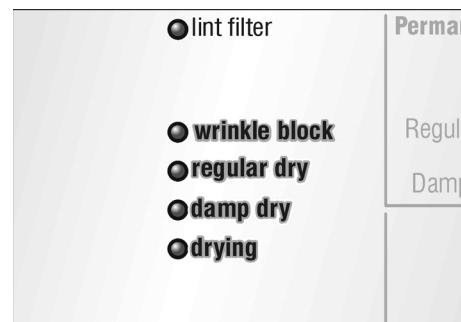 lint filter
wrinkle block
regular dry
damp dry
drying